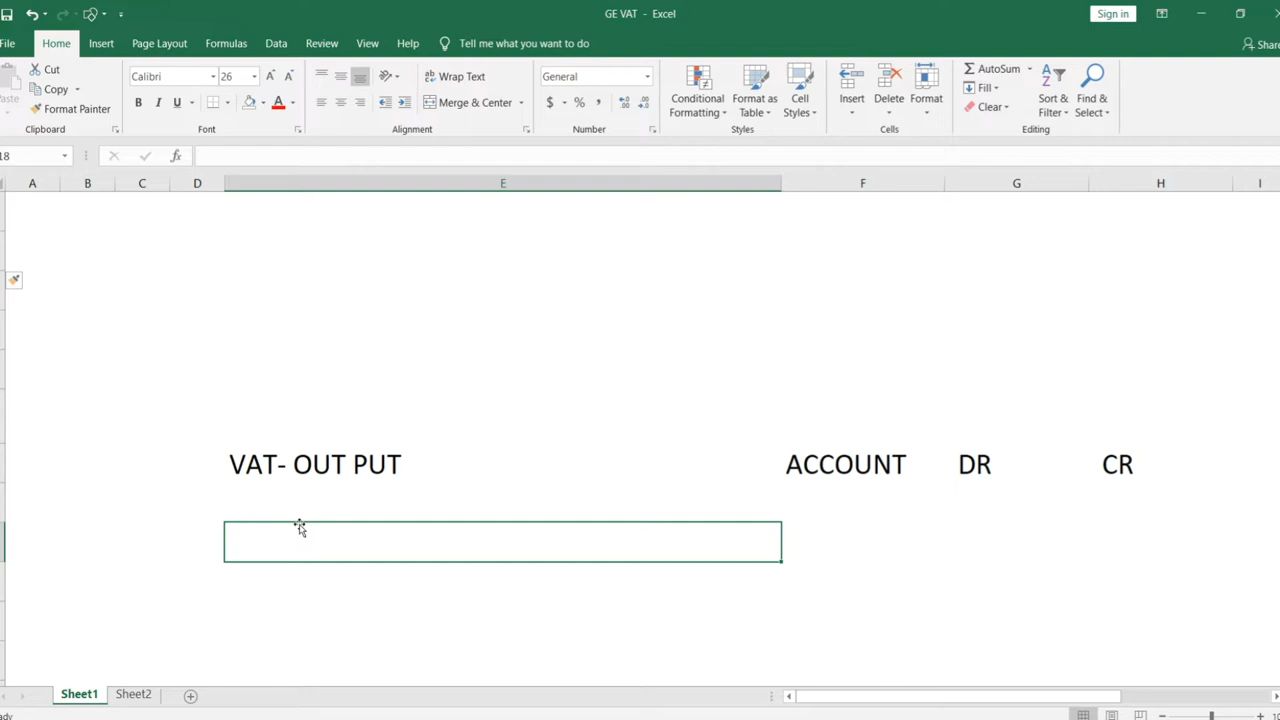 GE VAT - Excel
Sign in
File Home Insert Page Layout Formulas Data Review View Help Tell me what you want to do Share
Cut
Copy
Format Painter
Paste
Clipboard
Calibri 26
B I U
A A
A
Font
Wrap Text
Merge & Center
Alignment
General
$ % ,
Number
Conditional Formatting
Format as Table
Cell Styles
Styles
Insert Delete Format
Cells
AutoSum
Fill
Clear
Sort & Filter
Find & Select
Editing
18
fx
A B C D E F G H I
VAT- OUT PUT ACCOUNT DR CR
Sheet1 Sheet2